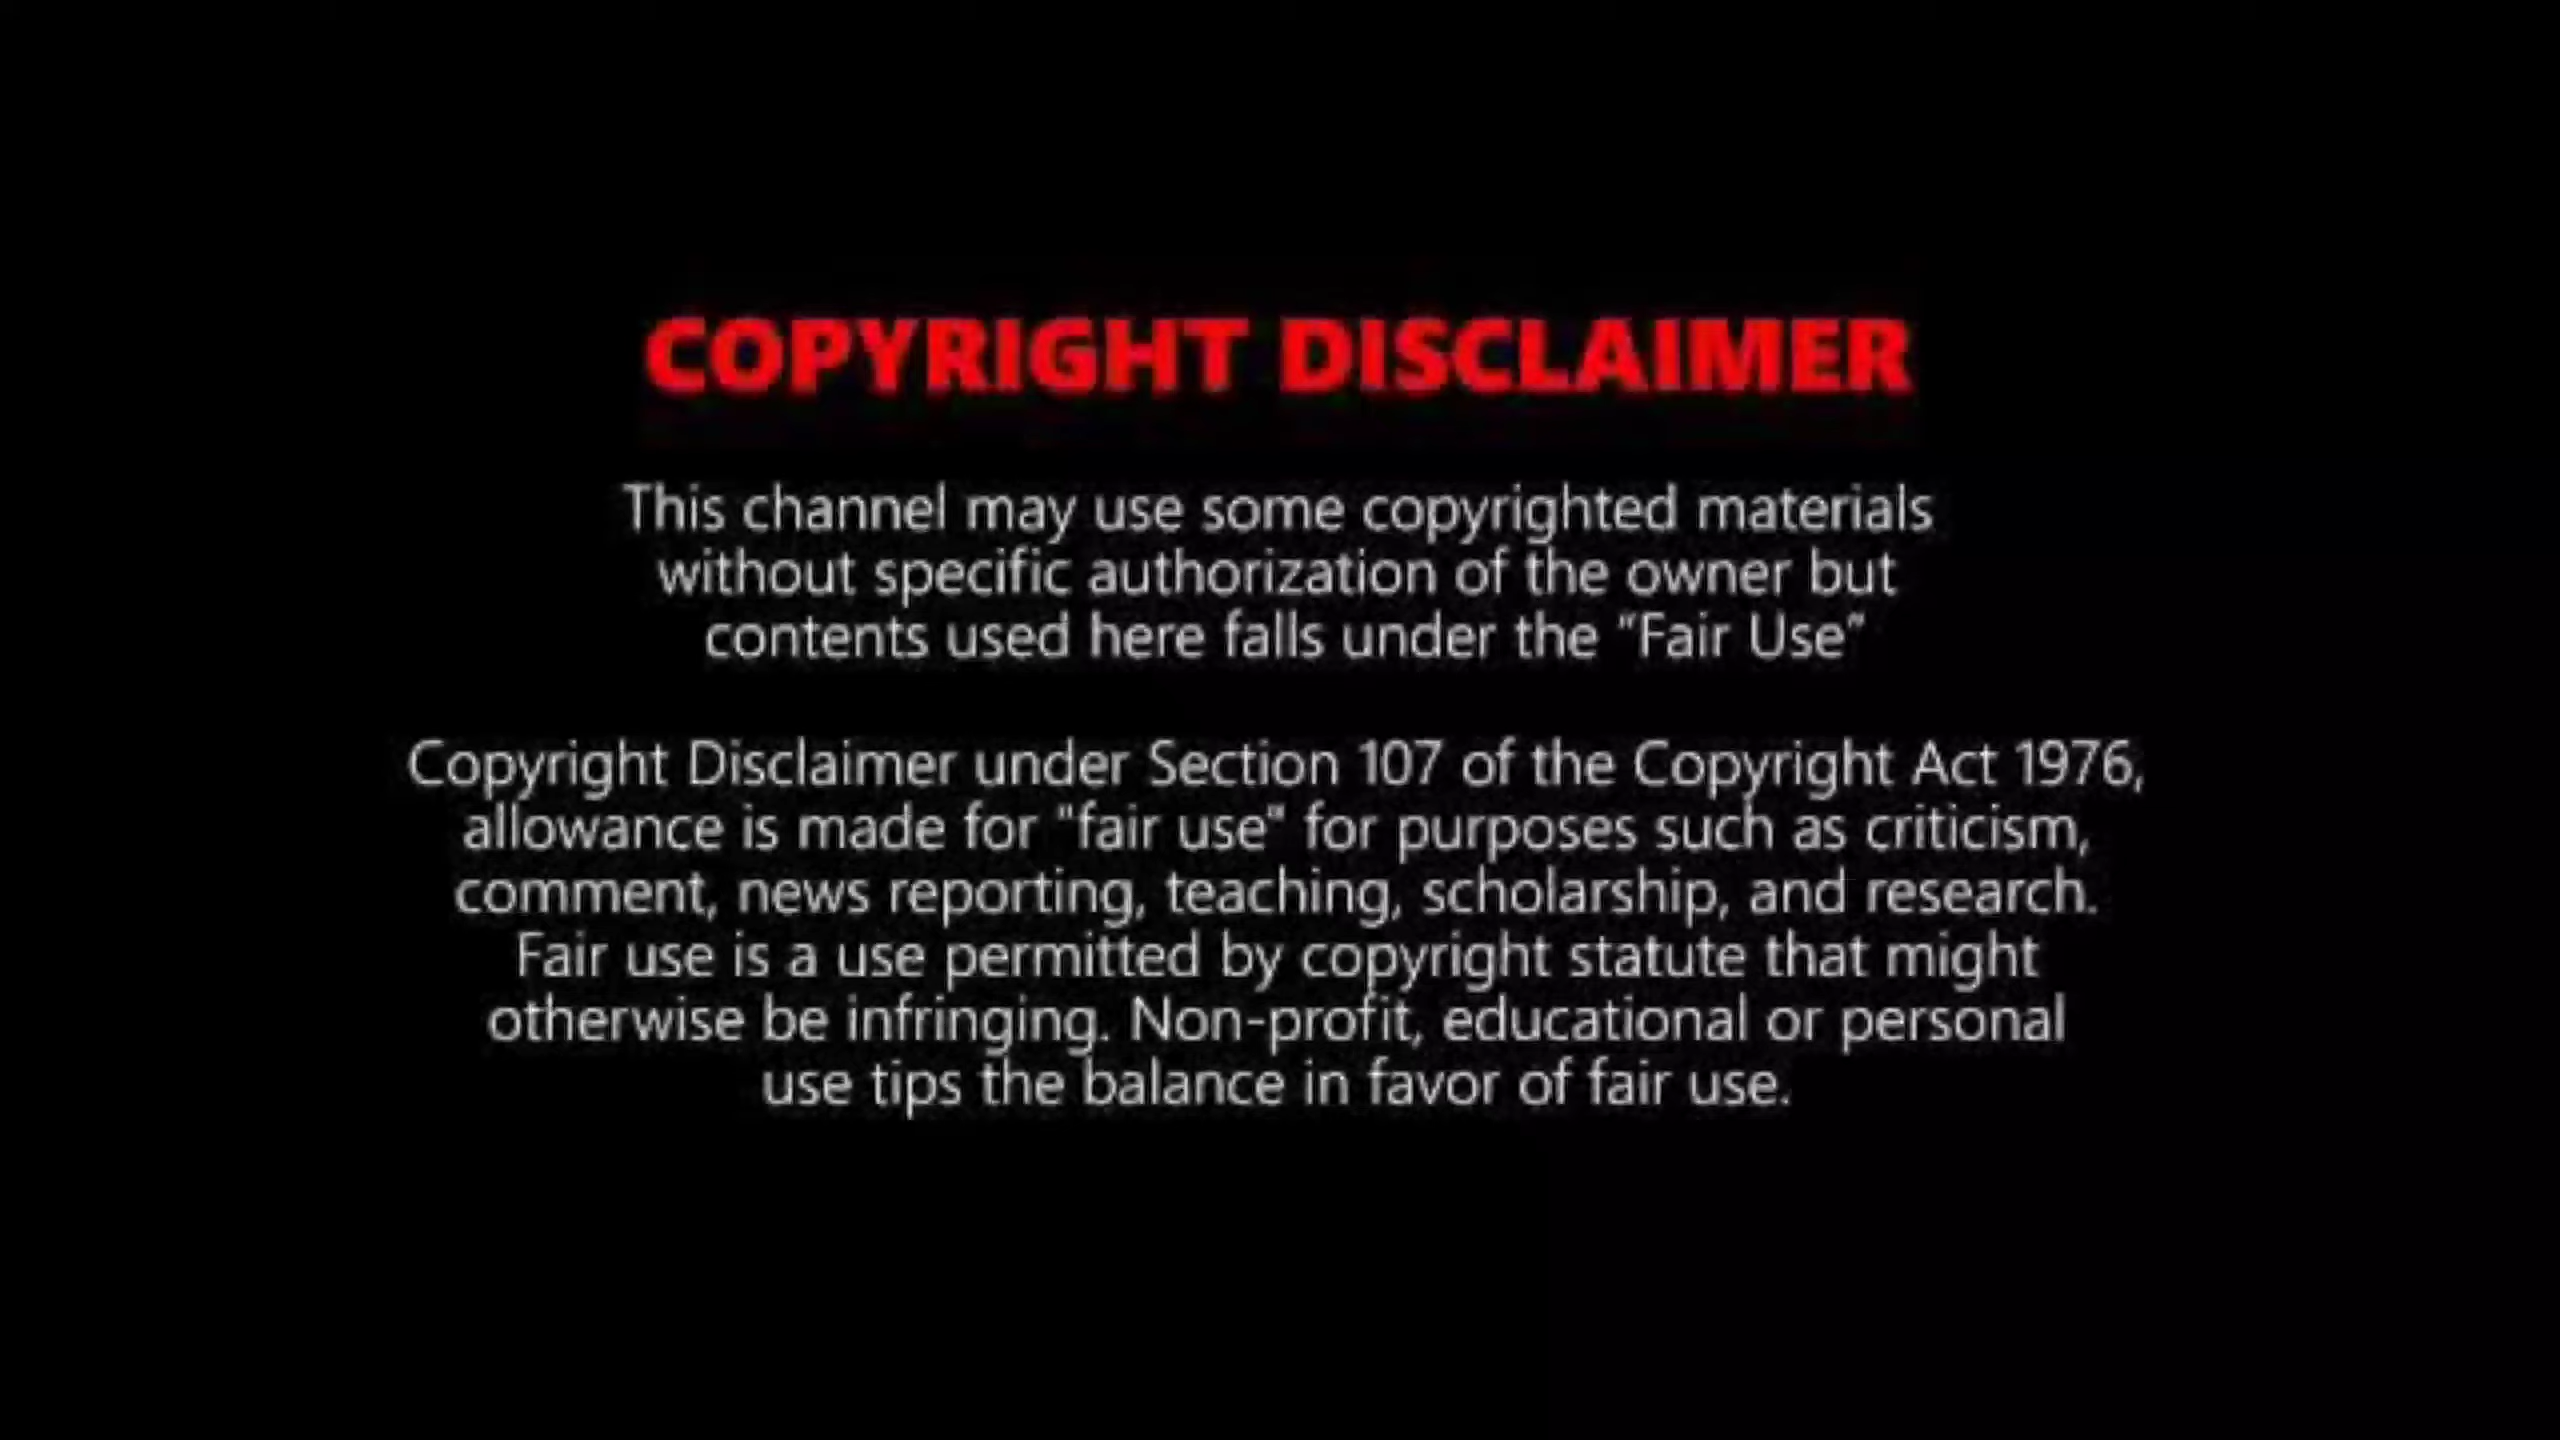 COPYRIGHT DISCLAIMER
This channel may use some copyrighted materials
without specific authorization of the owner but
contents used here falls under the “Fair Use”
Copyright Disclaimer under Section 107 of the Copyright Act 1976,
allowance is made for "fair use" for purposes such as criticism,
comment, news reporting, teaching, scholarship, and research.
Fair use is a use permitted by copyright statute that might
otherwise be infringing. Non-profit, educational or personal
use tips the balance in favor of fair use.